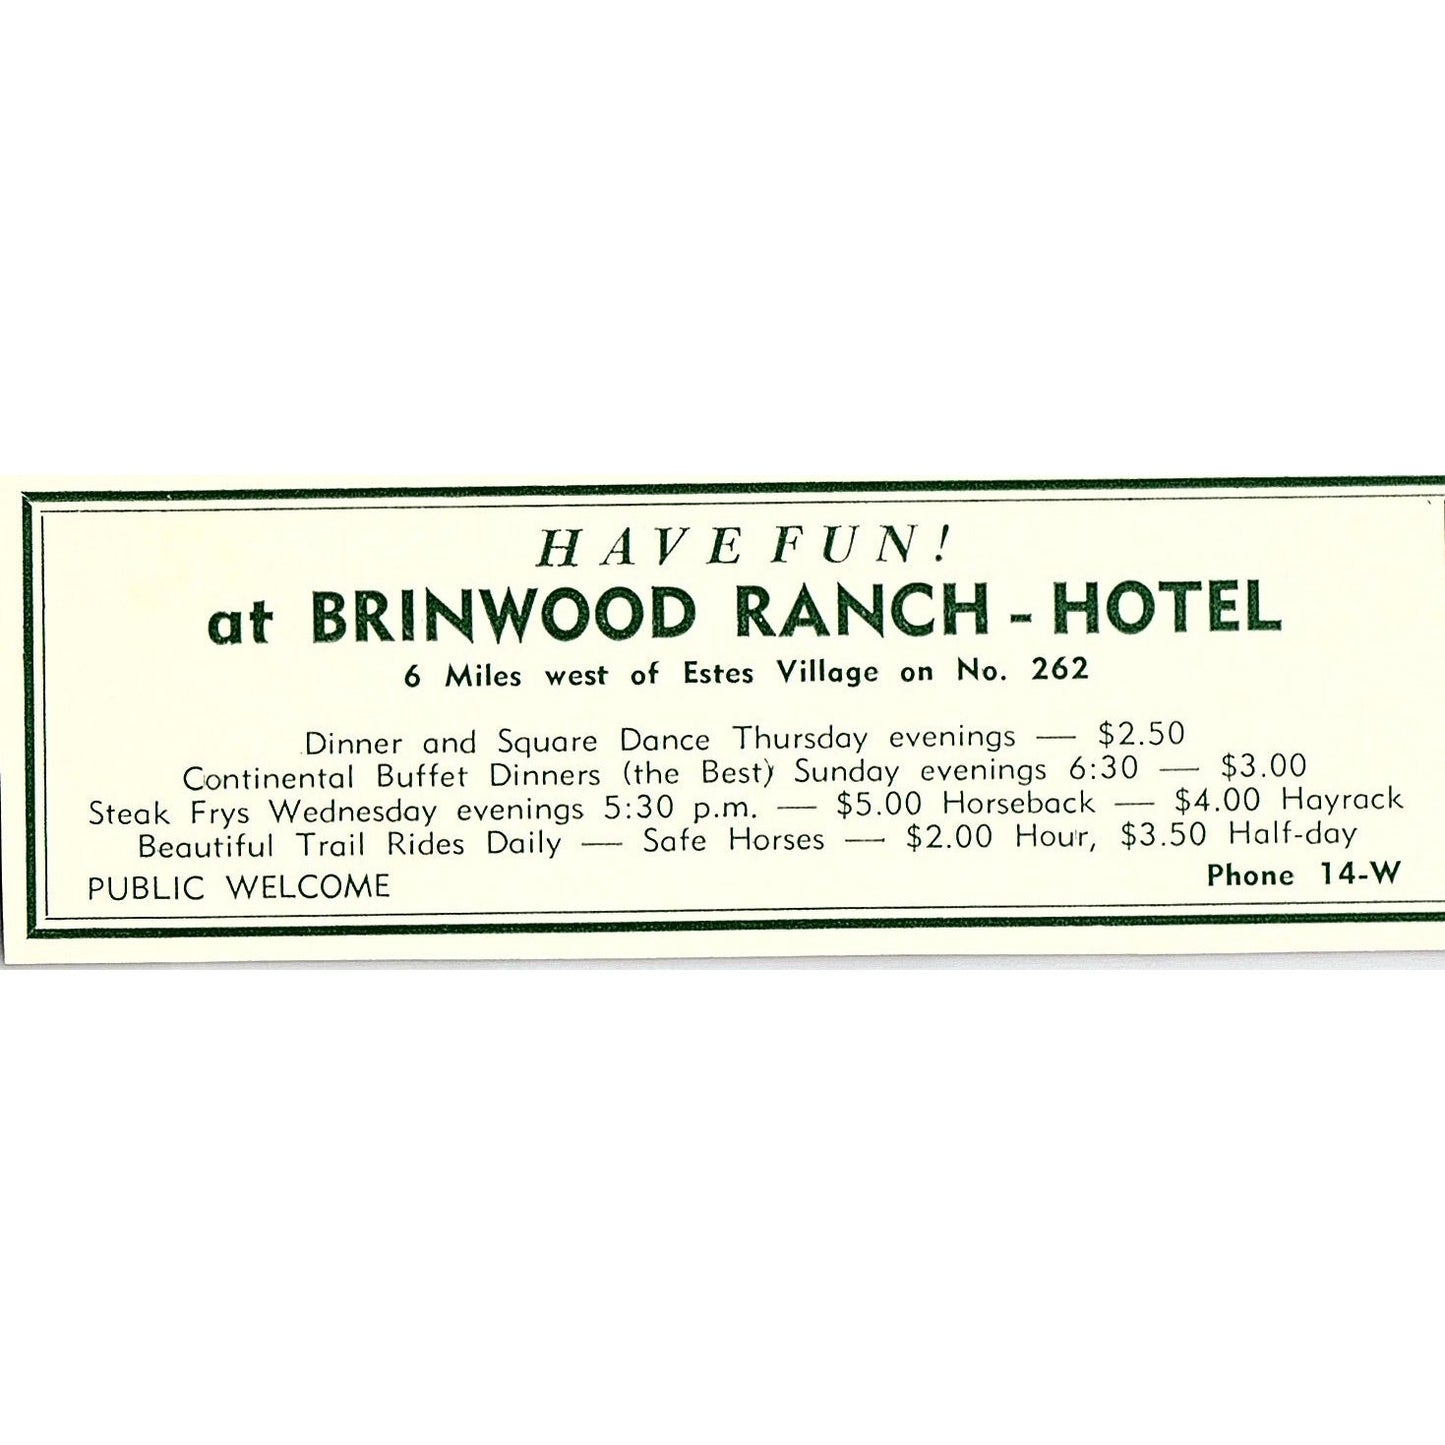 HAVE FUN!
at BRINWOOD RANCH - HOTEL
6 Miles west of Estes Village on No. 262
Dinner and Square Dance Thursday evenings — $2.50
Continental Buffet Dinners (the Best) Sunday evenings 6:30 — $3.00
Steak Frys Wednesday evenings 5:30 p.m. — $5.00 Horseback — $4.00 Hayrack
Beautiful Trail Rides Daily — Safe Horses — $2.00 Hour, $3.50 Half-day
PUBLIC WELCOME
Phone 14-W